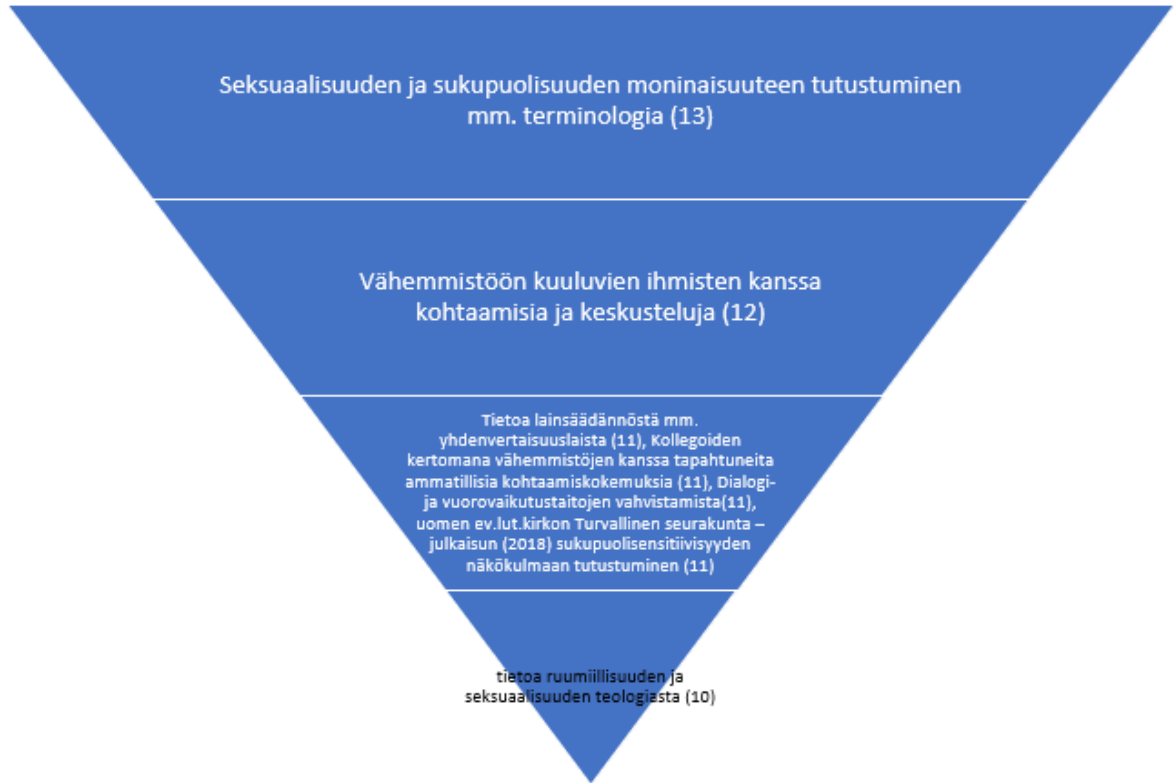 Seksuaalisuuden ja sukupuolisuuden moninaisuuteen tutustuminen
mm. terminologia (13)
Vähemmistöön kuuluvien ihmisten kanssa
kohtaamisia ja keskusteluja (12)
Tietoa lainsäädännöstä mm.
yhdenvertaisuuslaista (11), Kollegoiden
kertomana vähemmistöjen kanssa tapahtuneita
ammatillisia kohtaamiskokemuksia (11), Dialogi-
ja vuorovaikutustaitojen vahvistamista(11),
uomen ev.lut.kirkon Turvallinen seurakunta –
julkaisun (2018) sukupuolisensitiivisyyden
näkökulmaan tutustuminen (11)
tietoa ruumiillisuuden ja
seksuaalisuuden teologiasta (10)